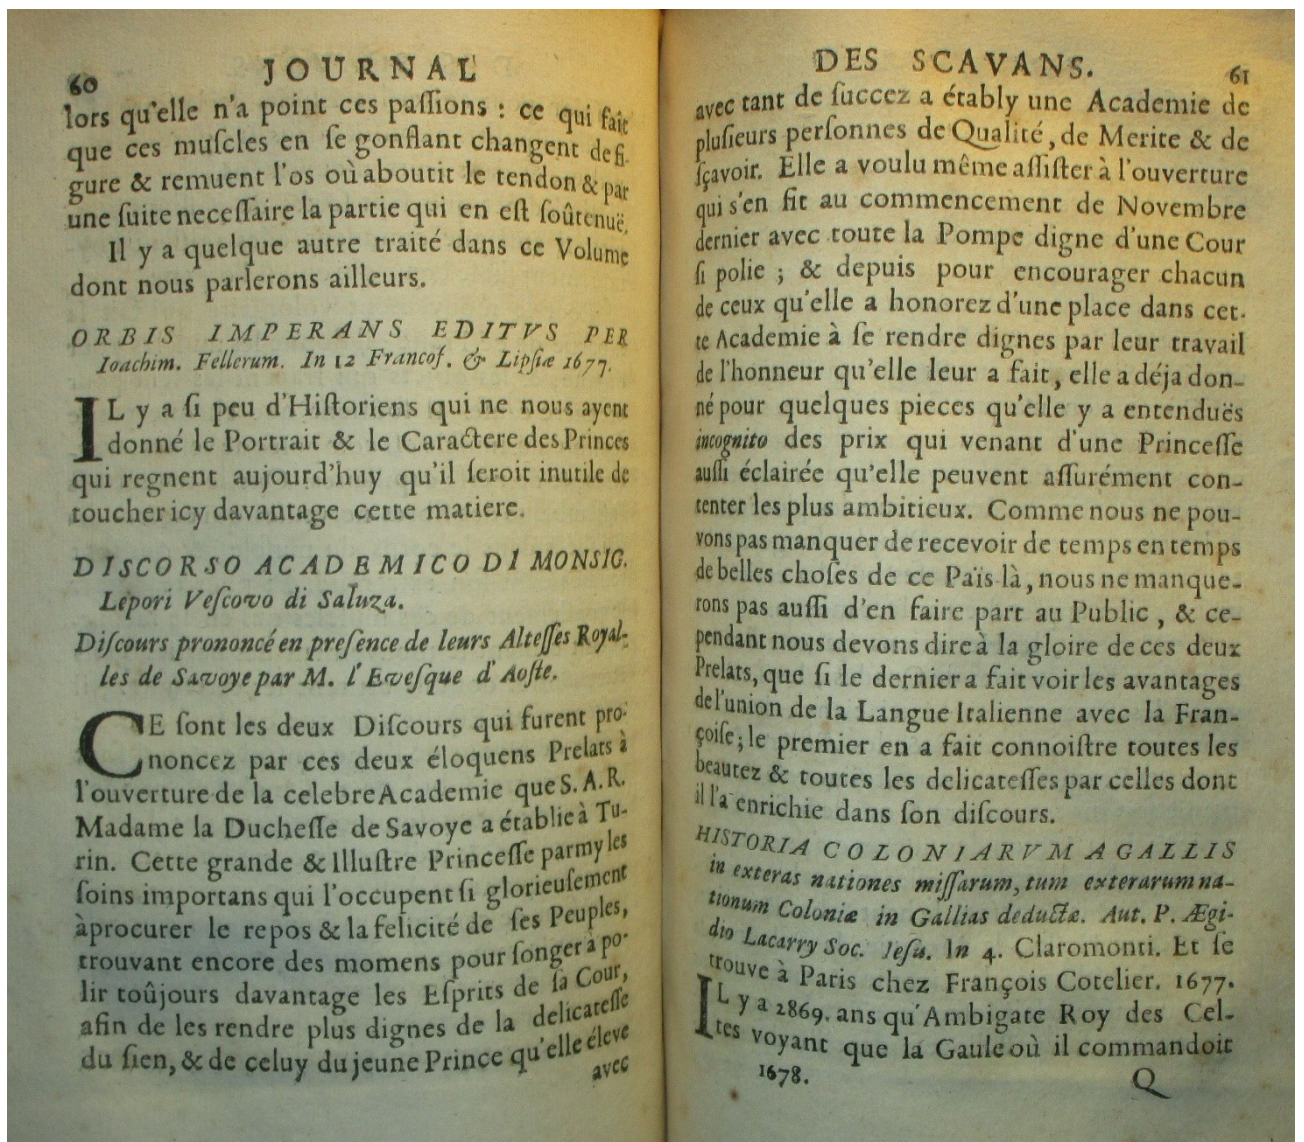 60
JOURNAL
lors qu'elle n'a point ces paſſions : ce qui fait
que ces muſcles en ſe gonflant changent defi-
gure & remuent l'os où aboutit le tendon & par
une ſuite neceſſaire la partie qui en eſt ſoûtenuë.
Il y a quelque autre traité dans ce Volume
dont nous parlerons ailleurs.
ORBIS IMPERANS EDITVS PER
Ioachim. Fellerum. In 12 Francof. & Lipſiæ 1677.
IL y a ſi peu d'Hiſtoriens qui ne nous ayent
donné le Portrait & le Caractere des Princes
qui regnent aujourd'huy qu'il ſeroit inutile de
toucher icy davantage cette matiere.
DISCORSO ACADEMICO DI MONSIG.
Lepori Veſcovo di Saluza.
Diſcours prononcé en preſence de leurs Alteſſes Royal-
les de Savoye par M. l'Eveſque d'Aoſte.
CE ſont les deux Diſcours qui furent pro-
noncez par ces deux éloquens Prelats à
l'ouverture de la celebre Academie que S. A. R.
Madame la Ducheſſe de Savoye a établie à Tu-
rin. Cette grande & Illuſtre Princeſſe parmy les
ſoins importans qui l'occupent ſi glorieuſement
àprocurer le repos & la felicité de ſes Peuples,
trouvant encore des momens pour ſonger à po-
lir toûjours davantage les Eſprits de ſa Cour,
afin de les rendre plus dignes de la delicateſſe
du ſien, & de celuy du jeune Prince qu'elle éleve
avec
DES SCAVANS.
61
avec tant de ſuccez a étably une Academie de
pluſieurs perſonnes de Qualité, de Merite & de
ſçavoir. Elle a voulu même aſſiſter à l'ouverture
qui s'en fit au commencement de Novembre
dernier avec toute la Pompe digne d'une Cour
ſi polie ; & depuis pour encourager chacun
de ceux qu'elle a honorez d'une place dans cet-
te Academie à ſe rendre dignes par leur travail
de l'honneur qu'elle leur a fait, elle a déja don-
né pour quelques pieces qu'elle y a entenduës
incognito des prix qui venant d'une Princeſſe
auſſi éclairée qu'elle peuvent aſſurément con-
tenter les plus ambitieux. Comme nous ne pou-
vons pas manquer de recevoir de temps en temps
de belles choſes de ce Païs là, nous ne manque-
rons pas auſſi d'en faire part au Public, & ce-
pendant nous devons dire à la gloire de ces deux
Prelats, que ſi le dernier a fait voir les avantages
de l'union de la Langue Italienne avec la Fran-
çoiſe ; le premier en a fait connoiſtre toutes les
beautez & toutes les delicateſſes par celles dont
il l'a enrichie dans ſon diſcours.
HISTORIA COLONIARVM A GALLIS
in exteras nationes miſſarum, tum exterarum na-
tionum Coloniæ in Gallias deductæ. Aut. P. Ægi-
dio Lacarry Soc. Ieſu. In 4. Claromonti. Et ſe
trouve à Paris chez François Cotelier. 1677.
IL y a 2869. ans qu'Ambigate Roy des Cel-
tes voyant que la Gaule où il commandoit
1678.
Q